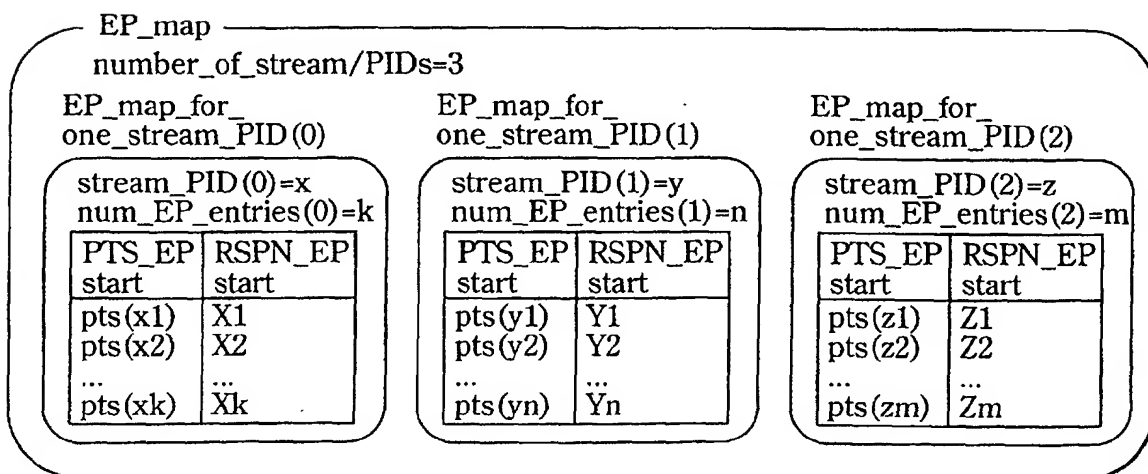 EP_map
number_of_stream/PIDs=3
EP_map_for_
one_stream_PID(0)
stream_PID(0)=x
num_EP_entries(0)=k
PTS_EP RSPN_EP
start start
pts(x1) X1
pts(x2) X2
... ...
pts(xk) Xk
EP_map_for_
one_stream_PID(1)
stream_PID(1)=y
num_EP_entries(1)=n
PTS_EP RSPN_EP
start start
pts(y1) Y1
pts(y2) Y2
... ...
pts(yn) Yn
EP_map_for_
one_stream_PID(2)
stream_PID(2)=z
num_EP_entries(2)=m
PTS_EP RSPN_EP
start start
pts(z1) Z1
pts(z2) Z2
... ...
pts(zm) Zm